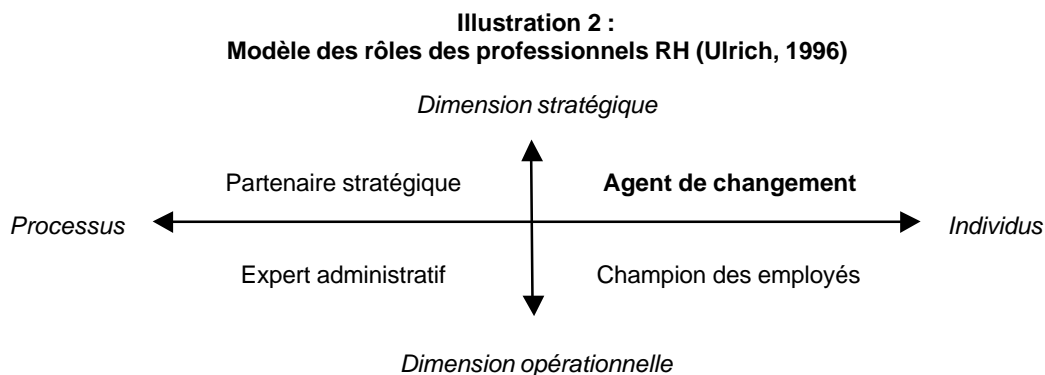 Illustration 2 :
Modèle des rôles des professionnels RH (Ulrich, 1996)
Dimension stratégique
Partenaire stratégique
Agent de changement
Processus
Individus
Expert administratif
Champion des employés
Dimension opérationnelle